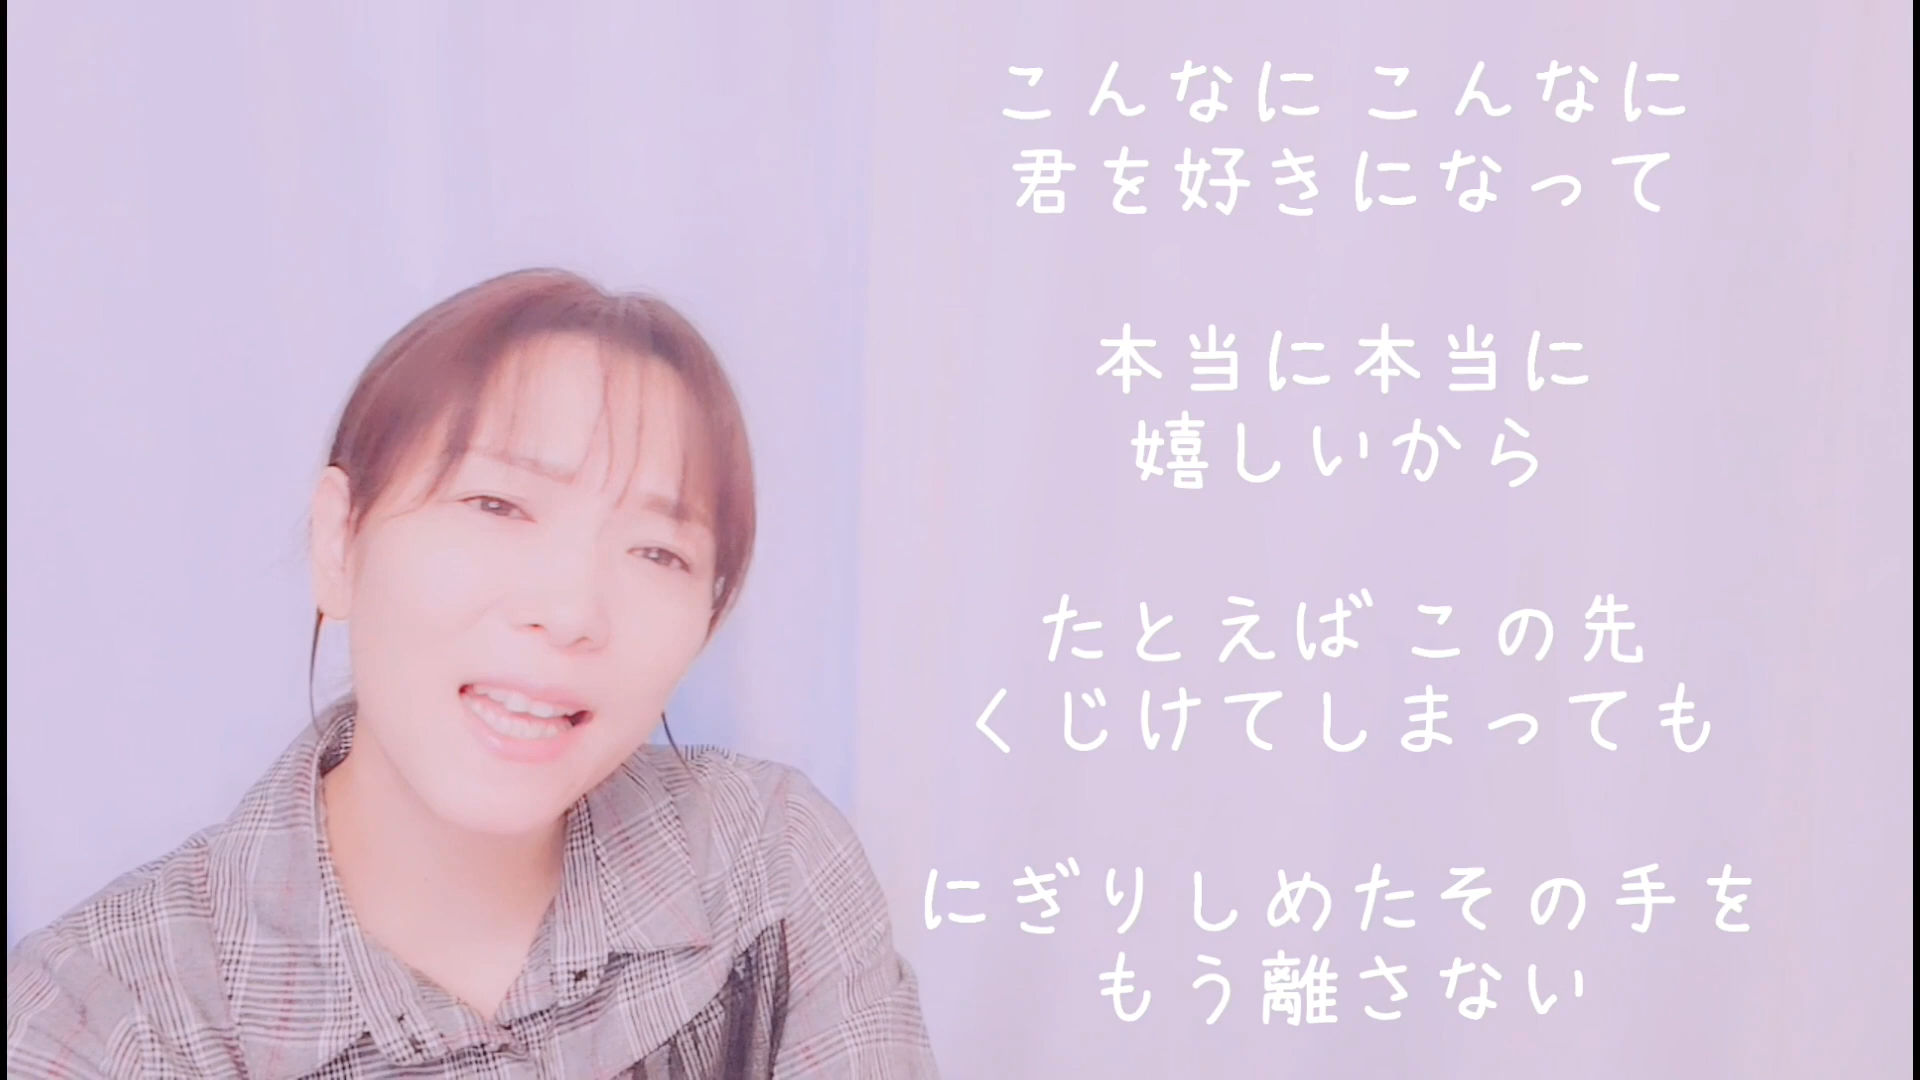 こんなに こんなに
君を好きになって
本当に本当に
嬉しいから
たとえば この先
くじけてしまっても
にぎりしめたその手を
もう離さない